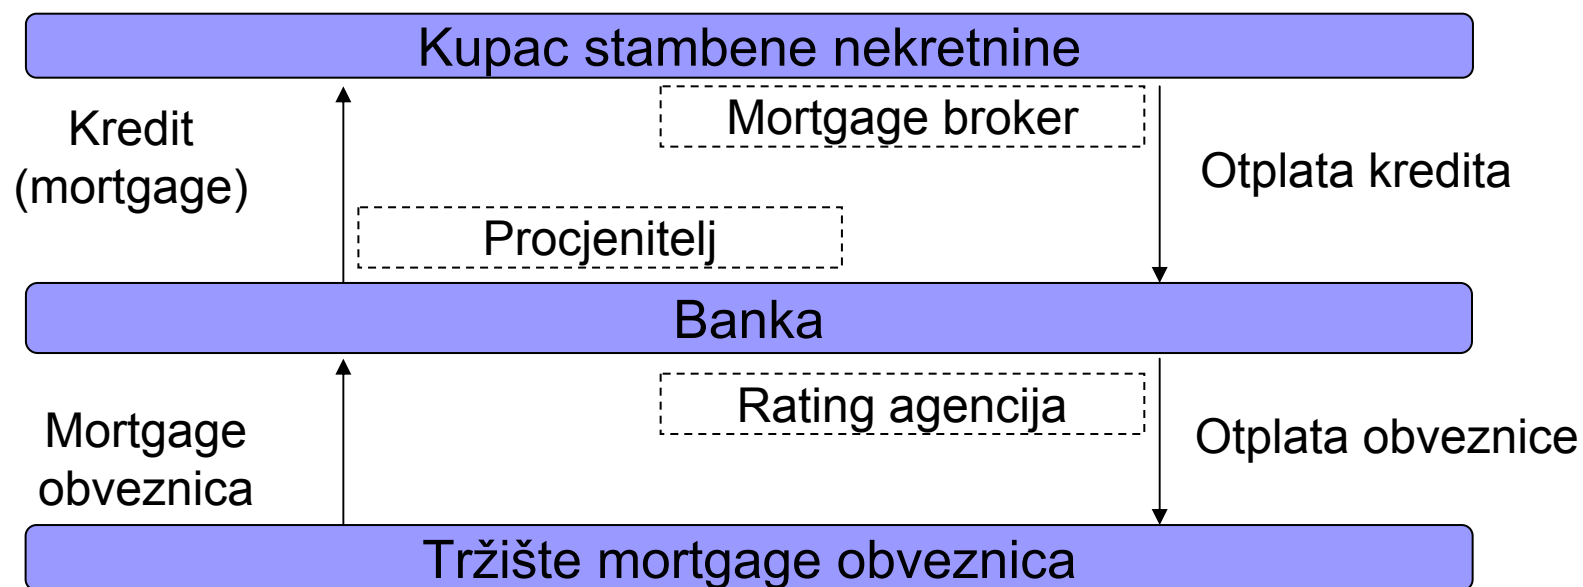 Kupac stambene nekretnine
Mortgage broker
Kredit
(mortgage)
Otplata kredita
Procjenitelj
Banka
Rating agencija
Mortgage
obveznica
Otplata obveznice
Tržište mortgage obveznica